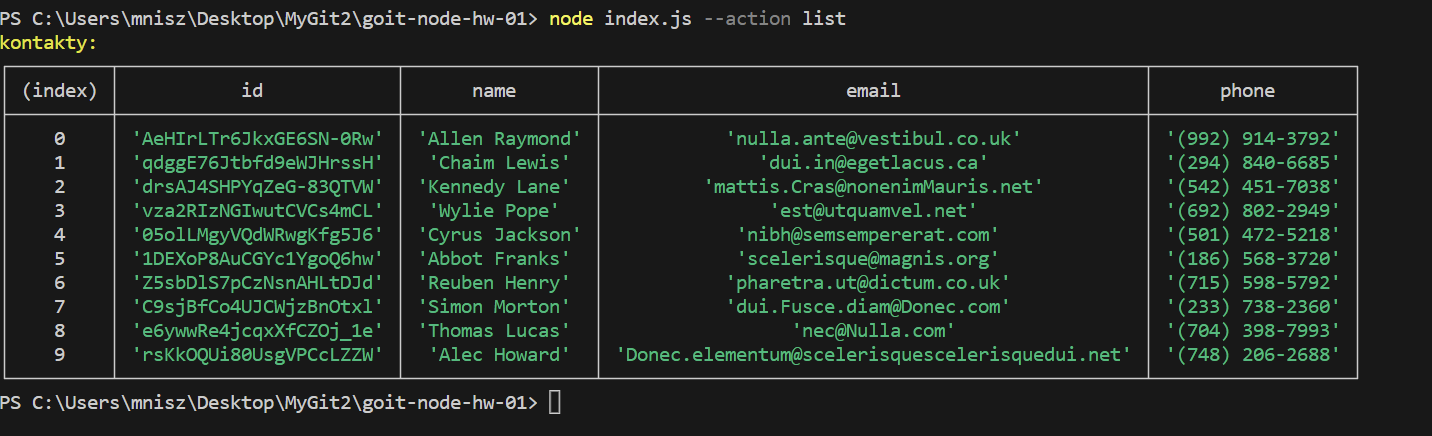 PS C:\Users\mnisz\Desktop\MyGit2\goit-node-hw-01> node index.js --action list
kontakty:
(index) id name email phone
0 'AeHIrLTr6JkxGE6SN-0Rw' 'Allen Raymond' 'nulla.ante@vestibul.co.uk' '(992) 914-3792'
1 'qdggE76Jtbfd9eWJHrssH' 'Chaim Lewis' 'dui.in@egetlacus.ca' '(294) 840-6685'
2 'drsAJ4SHPYqZeG-83QTVW' 'Kennedy Lane' 'mattis.Cras@nonenimMauris.net' '(542) 451-7038'
3 'vza2RIzNGIwutCVCs4mCL' 'Wylie Pope' 'est@utquamvel.net' '(692) 802-2949'
4 '05olLMgyVQdWRwgKfg5J6' 'Cyrus Jackson' 'nibh@semsempererat.com' '(501) 472-5218'
5 '1DEXoP8AuCGYc1YgoQ6hw' 'Abbot Franks' 'scelerisque@magnis.org' '(186) 568-3720'
6 'Z5sbDlS7pCzNsnAHLtDJd' 'Reuben Henry' 'pharetra.ut@dictum.co.uk' '(715) 598-5792'
7 'C9sjBfCo4UJCWjzBnOtxl' 'Simon Morton' 'dui.Fusce.diam@Donec.com' '(233) 738-2360'
8 'e6ywwRe4jcqxXfCZOj_1e' 'Thomas Lucas' 'nec@Nulla.com' '(704) 398-7993'
9 'rsKkOQUi80UsgVPCcLZZW' 'Alec Howard' 'Donec.elementum@scelerisquescelerisquedui.net' '(748) 206-2688'
PS C:\Users\mnisz\Desktop\MyGit2\goit-node-hw-01>